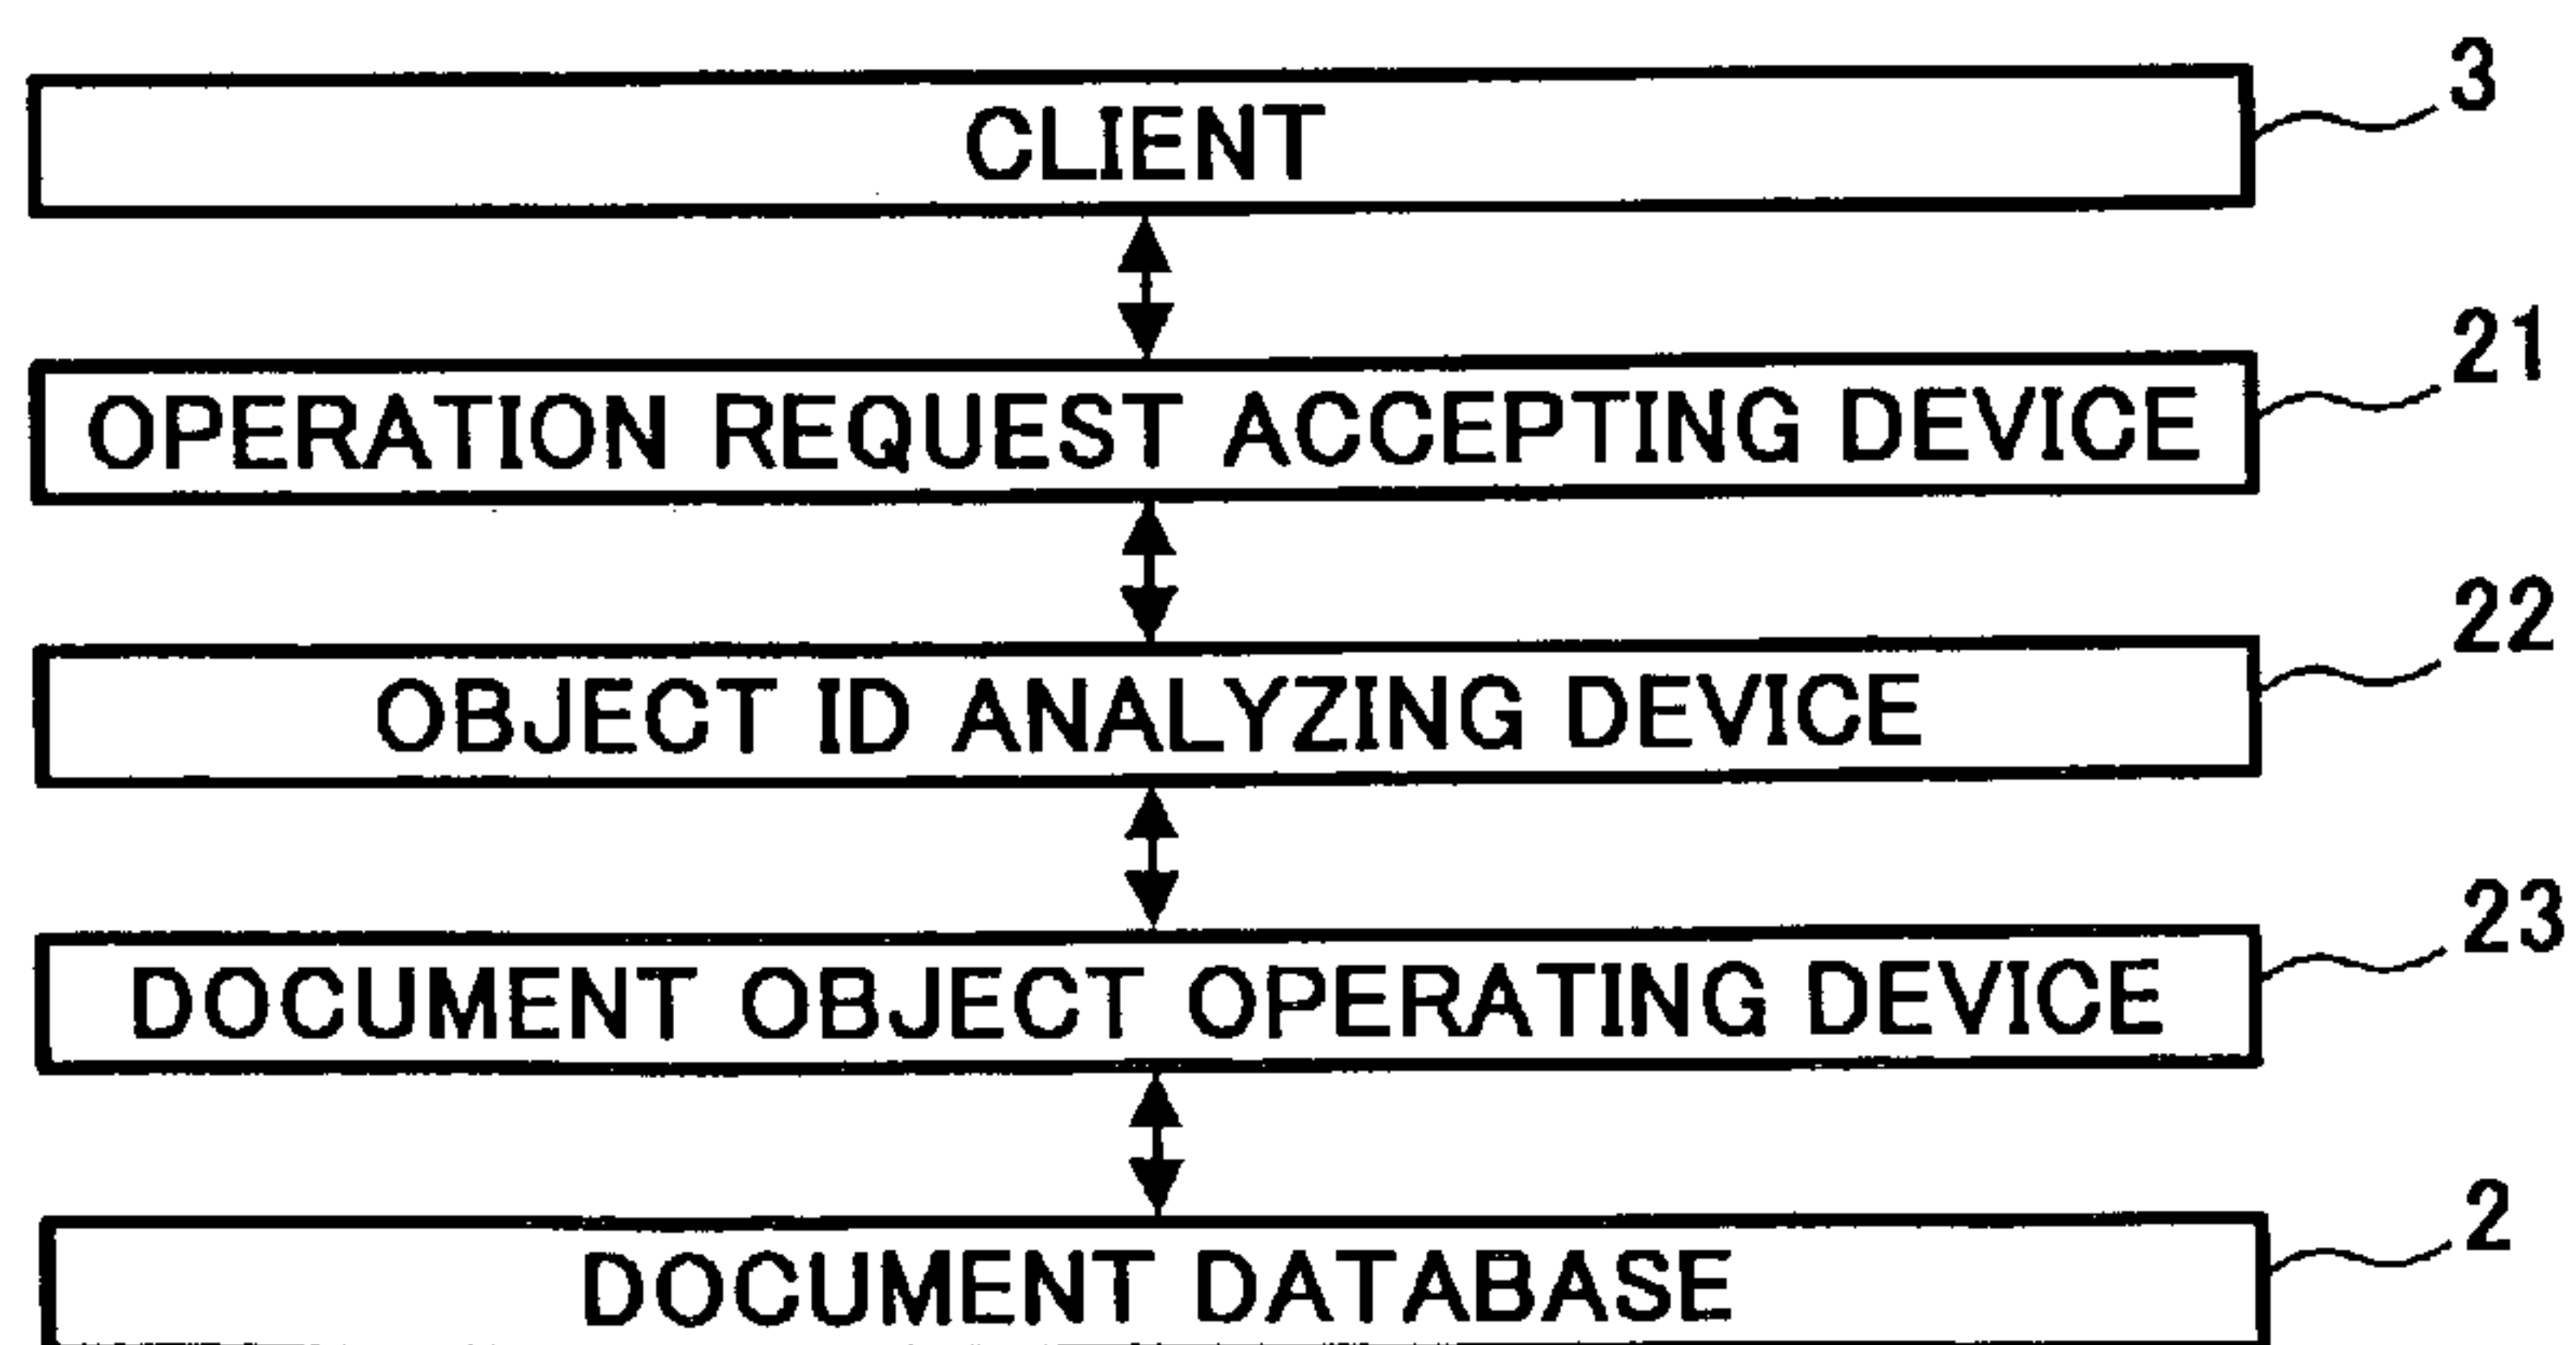 3
CLIENT
21
OPERATION REQUEST ACCEPTING DEVICE
22
OBJECT ID ANALYZING DEVICE
23
DOCUMENT OBJECT OPERATING DEVICE
2
DOCUMENT DATABASE